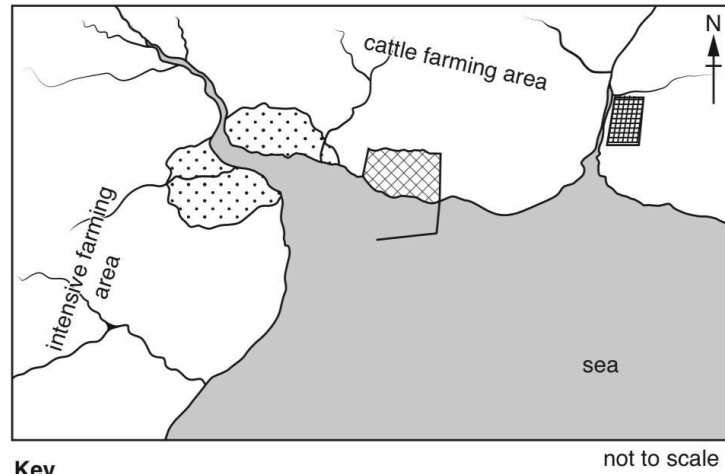 N
cattle farming area
intensive farming
area
sea
not to scale
Key